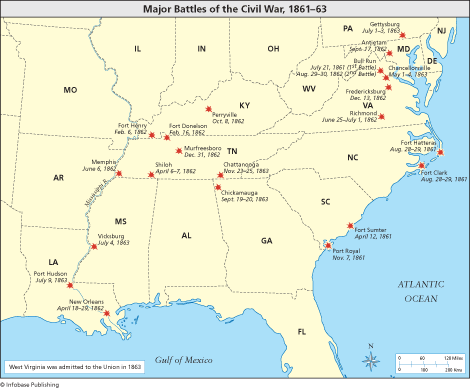 Major Battles of the Civil War, 1861–63
Gettysburg
July 1–3, 1863
PA
NJ
Antietam
Sept. 17, 1862
MD
DE
IL
IN
OH
Bull Run
July 21, 1861 (1st Battle)
Aug. 29–30, 1862 (2nd Battle)
Chancellorsville
May 1–4, 1863
WV
MO
Fredericksburg
Dec. 13, 1862
KY
VA
Perryville
Oct. 8, 1862
Richmond
June 25–July 1, 1862
Fort Henry
Feb. 6, 1862
Fort Donelson
Feb. 16, 1862
Fort Hatteras
Aug. 28–29, 1861
Murfreesboro
Dec. 31, 1862
TN
NC
Memphis
June 6, 1862
Shiloh
April 6–7, 1862
Chattanooga
Nov. 23–25, 1863
Fort Clark
Aug. 28–29, 1861
AR
Mississippi R.
Chickamauga
Sept. 19–20, 1863
SC
MS
AL
GA
Fort Sumter
April 12, 1861
Vicksburg
July 4, 1863
Port Royal
Nov. 7, 1861
LA
Port Hudson
July 9, 1863
ATLANTIC
OCEAN
New Orleans
April 18–29, 1862
FL
Gulf of Mexico
N
0 120 Miles
0 200 Kms
West Virginia was admitted to the Union in 1863
© Infobase Publishing